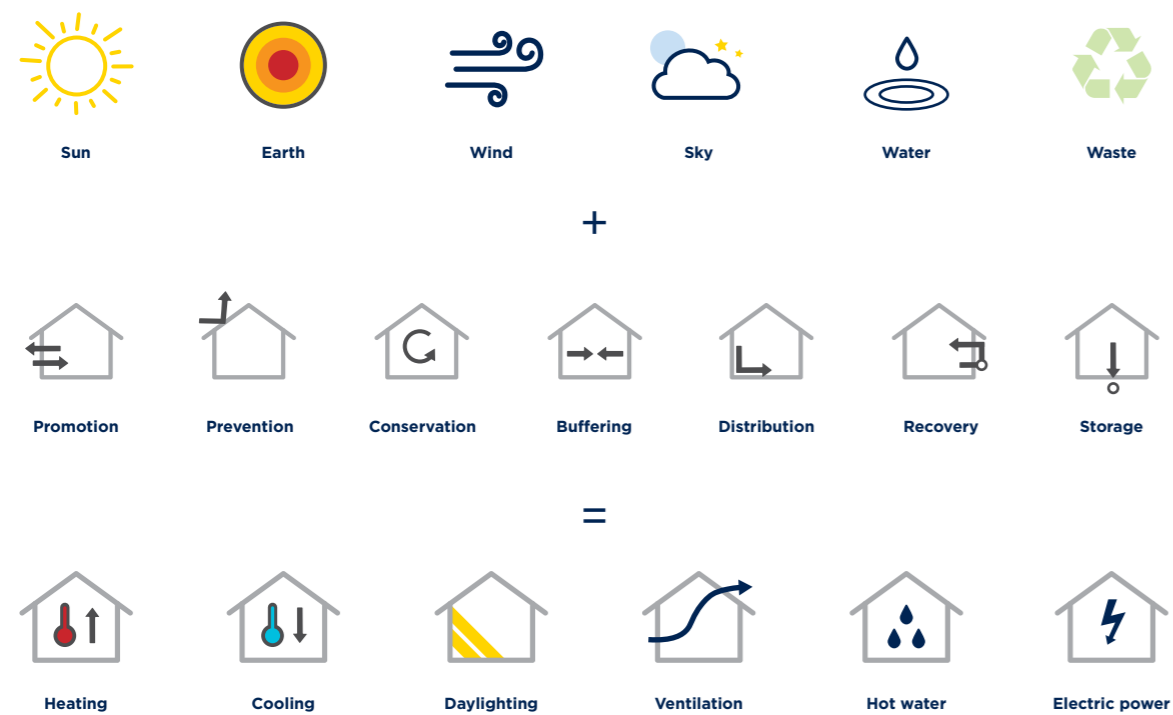 Sun Earth Wind Sky Water Waste
+
Promotion Prevention Conservation Buffering Distribution Recovery Storage
=
Heating Cooling Daylighting Ventilation Hot water Electric power